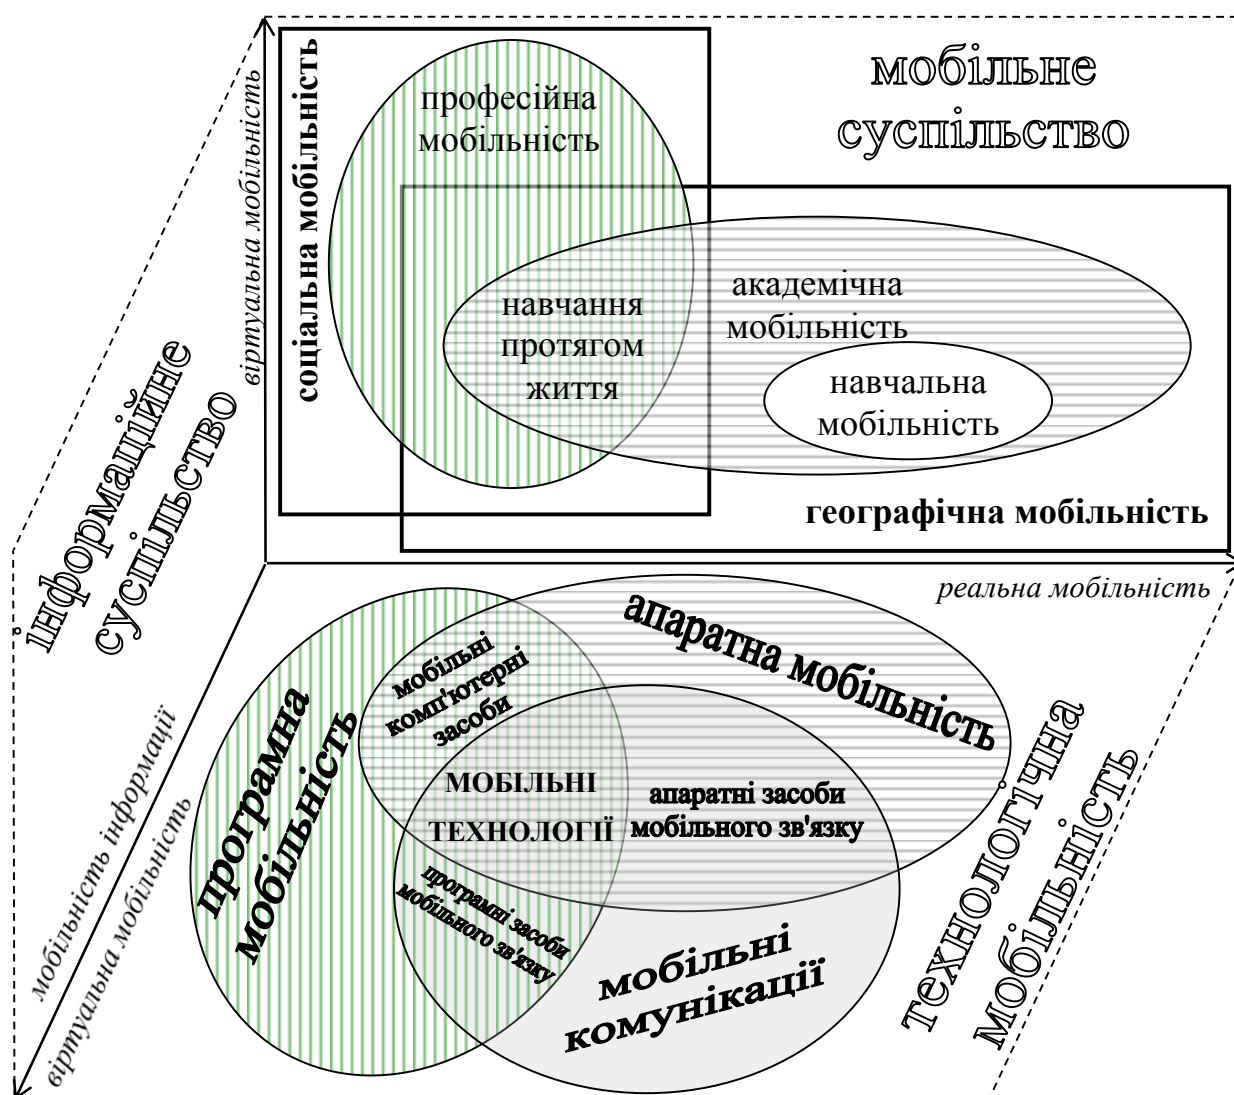 мобільне
суспільство
віртуальна мобільність
соціальна мобільність
професійна
мобільність
навчання
протягом
життя
академічна
мобільність
навчальна
мобільність
географічна мобільність
реальна мобільність
інформаційне
суспільство
мобільність інформації
віртуальна мобільність
програмна
мобільність
мобільні
комп'ютерні
засоби
апаратна мобільність
МОБІЛЬНІ
ТЕХНОЛОГІЇ
апаратні засоби
мобільного зв'язку
програмні засоби
мобільного зв'язку
мобільні
комунікації
технологічна
мобільність